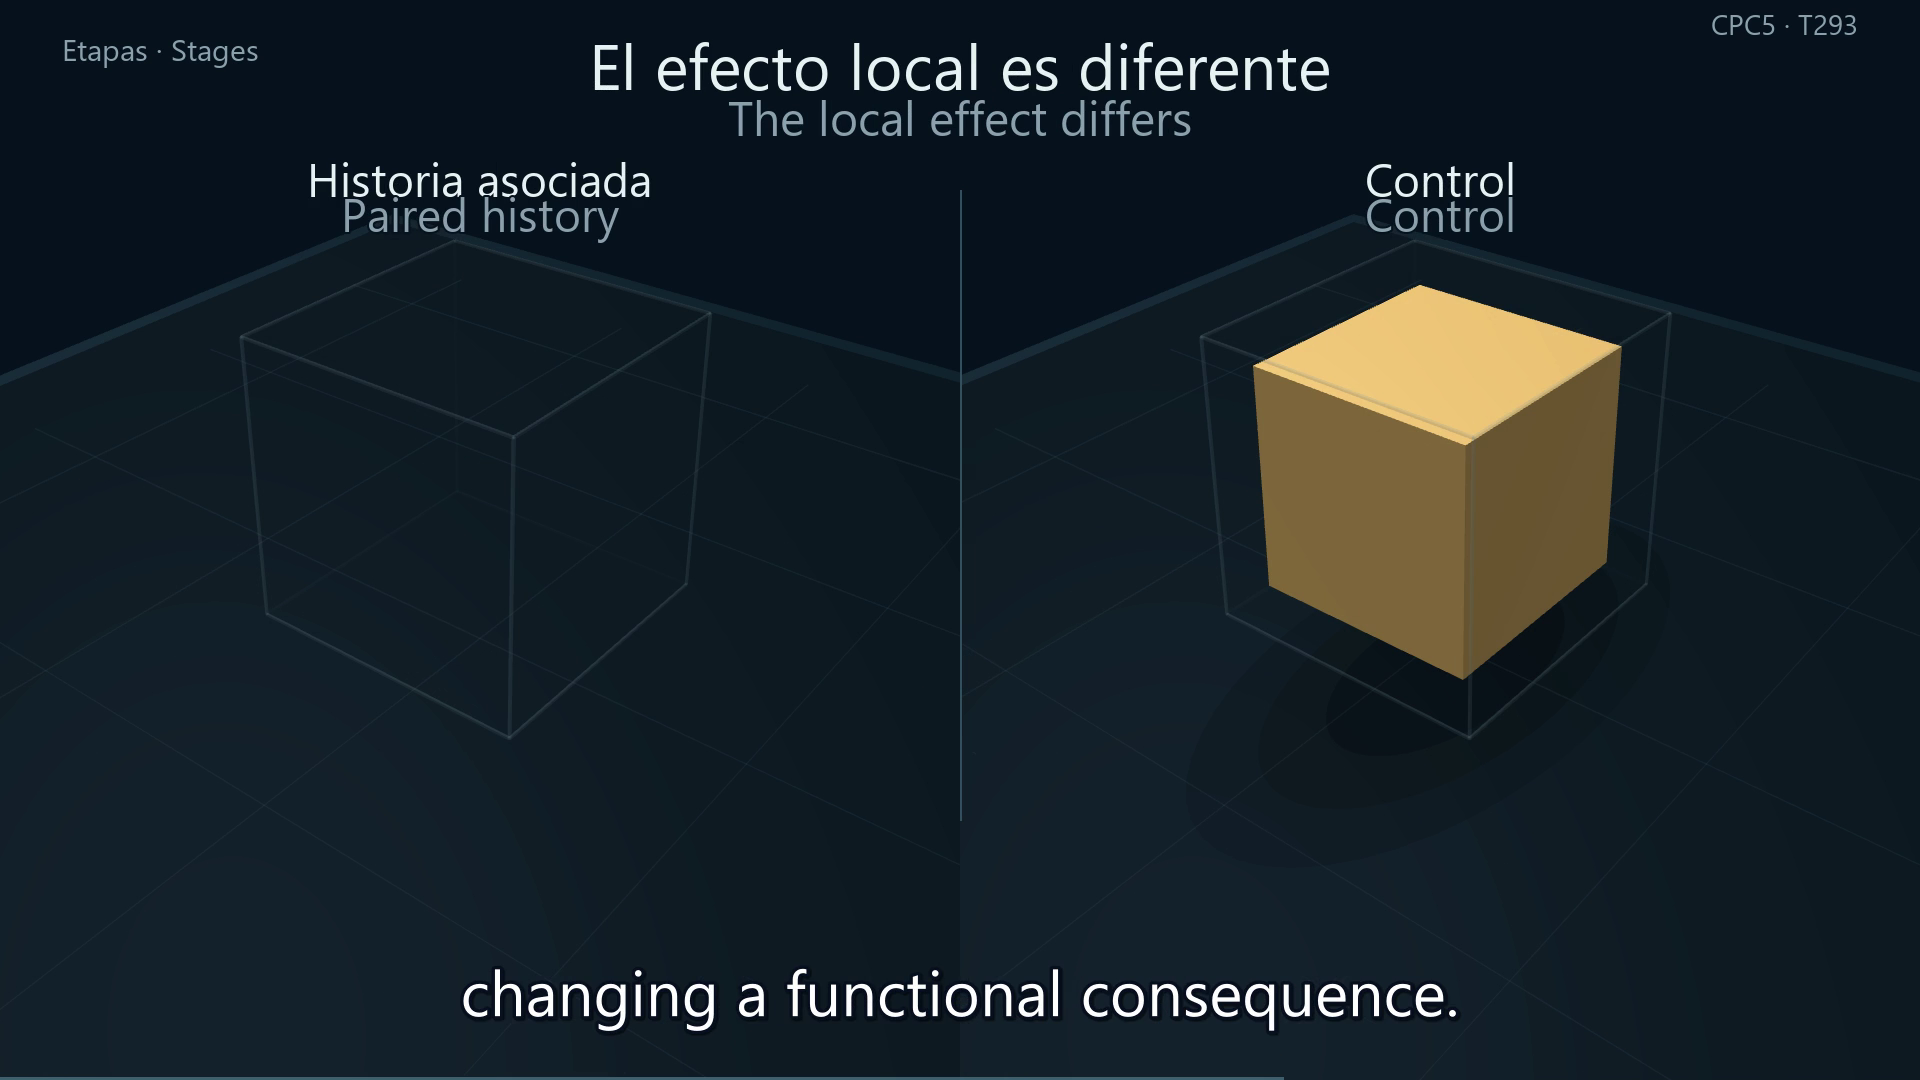 Etapas · Stages
CPC5 · T293
El efecto local es diferente
The local effect differs
Historia asociada
Paired history
Control
Control
changing a functional consequence.